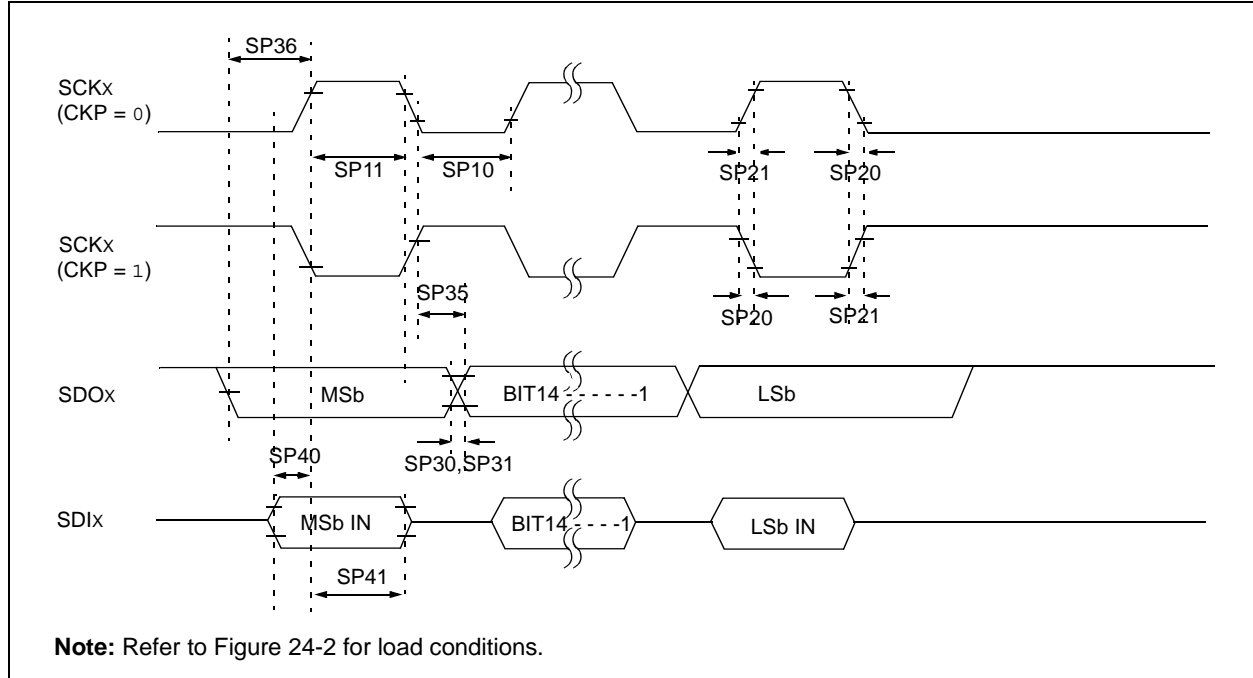 SP36
SCKX
(CKP = 0)
SP11
SP10
SP21
SP20
SCKX
(CKP = 1)
SP35
SP20
SP21
SDOX
MSb
BIT14 - - - - - -1
LSb
SP40
SP30,SP31
SDIX
MSb IN
BIT14 - - - - -1
LSb IN
SP41
Note: Refer to Figure 24-2 for load conditions.